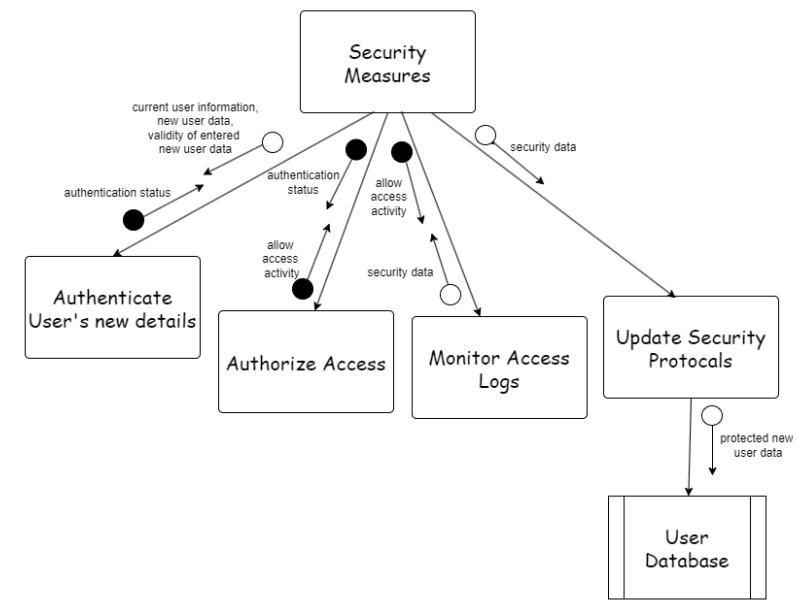 Security
Measures
current user information,
new user data,
validity of entered
new user data
authentication status
authentication
status
allow
access
activity
allow
access
activity
security data
security data
Authenticate
User's new details
Authorize Access
Monitor Access
Logs
Update Security
Protocals
protected new
user data
User
Database